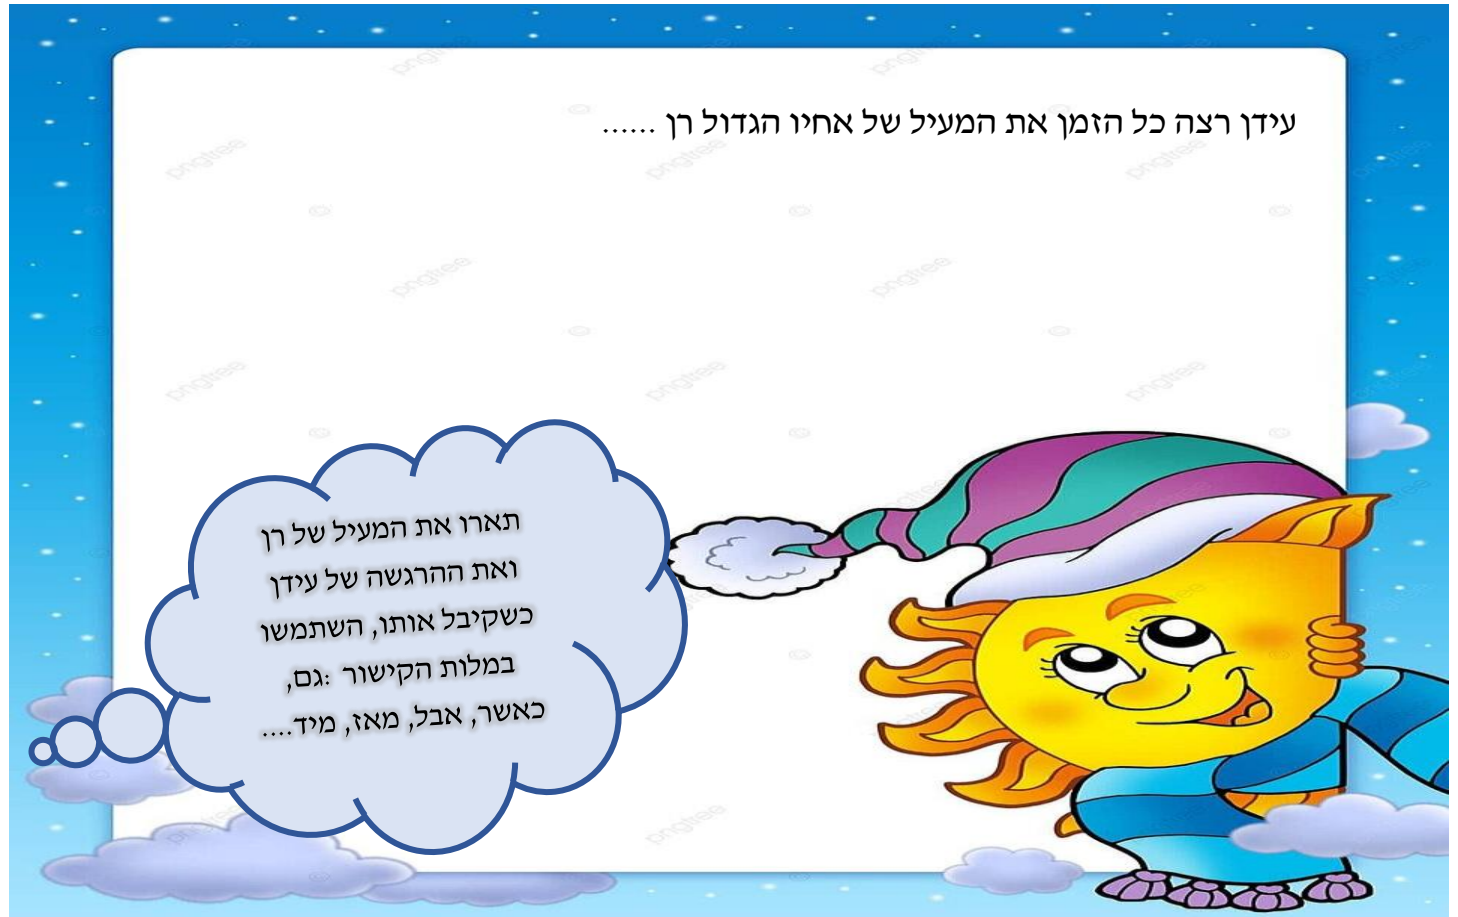 עידן רצה כל הזמן את המעיל של אחיו הגדול רן ......
תארו את המעיל של רן
ואת ההרגשה של עידן
כשקיבל אותו, השתמשו
במלות הקישור :גם,
כאשר, אבל, מאז, מיד....
pngtree